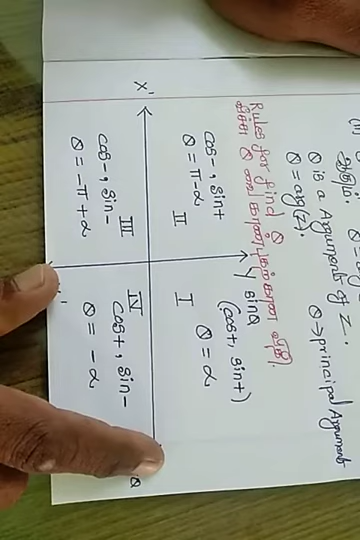 θ is a Argument of Z.
θ = arg(z).
θ → principal Argument
Rules for find θ
Y sinθ
cos-, sin+
θ = π-α
II
I
(cos+, sin+)
θ = α
X'
III
cos-, sin-
θ = -π+α
IV
cos+, sin-
θ = -α